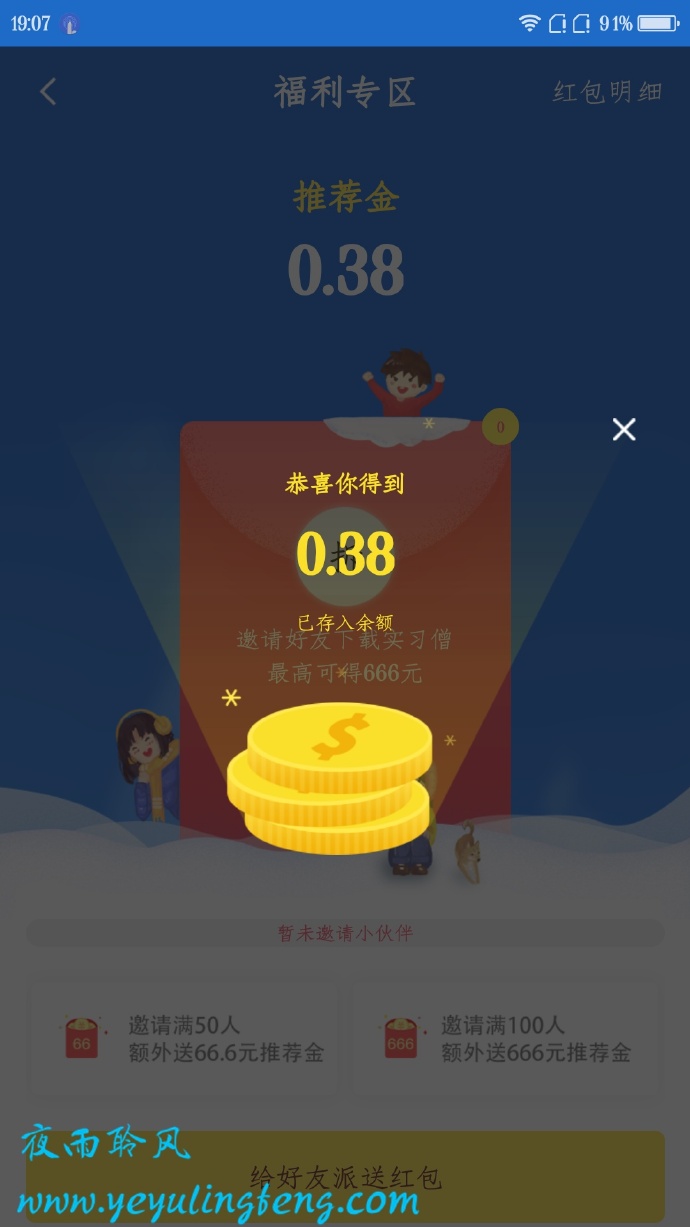 19:07
91%
福利专区
红包明细
推荐金
0.38
0
恭喜你得到
0.38
已存入余额
邀请好友下载实习僧
最高可得666元
暂未邀请小伙伴
66
邀请满50人
额外送66.6元推荐金
666
邀请满100人
额外送666元推荐金
给好友派送红包
夜雨聆风
www.yeyulingfeng.com